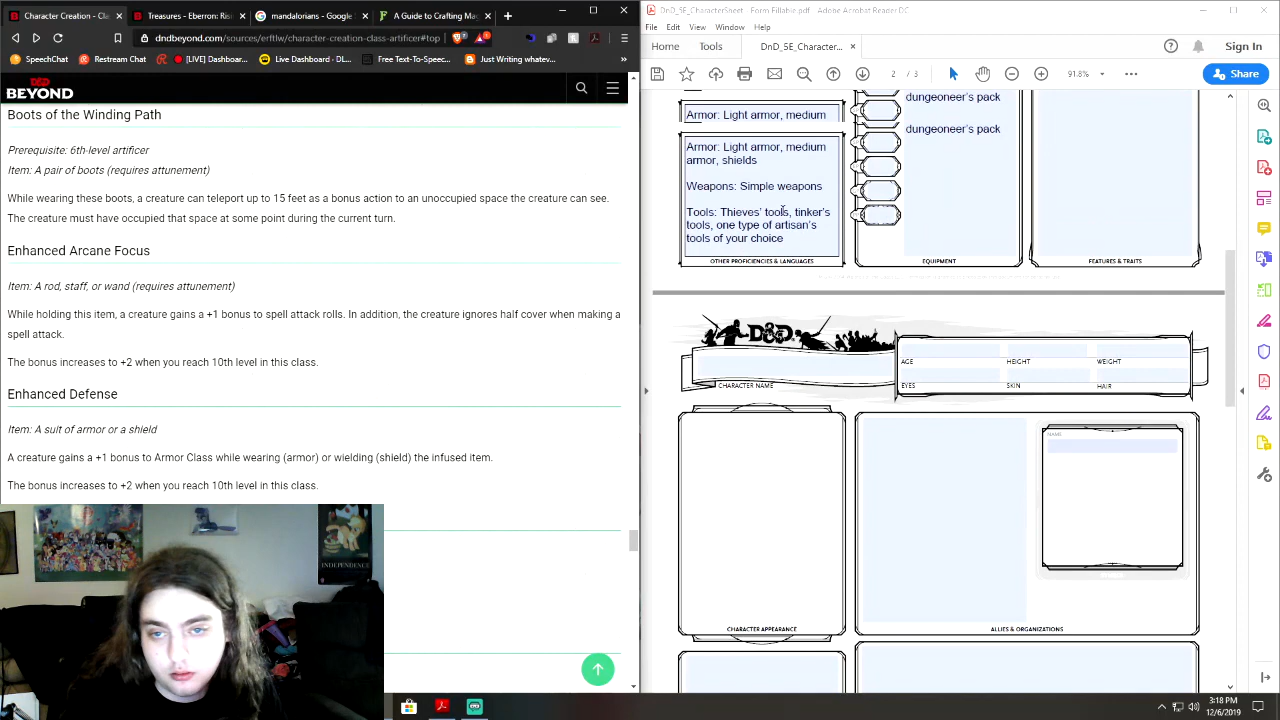 Character Creation: Cla
Treasures - Eberron: Ris
mandalorians - Google
A Guide to Crafting Mag
dndbeyond.com/sources/erftlw/character-creation-class-artificer#top
SpeechCat
Restream Chat
[LIVE] Dashboa...
Live Dashboard - DL...
Free Text-To-Speec...
Just Writing whatev...
D&D
BEYOND
Boots of the Winding Path
Prerequisite: 6th-level artificer
Item: A pair of boots (requires attunement)
While wearing these boots, a creature can teleport up to 15 feet as a bonus action to an unoccupied space the creature can see.
The creature must have occupied that space at some point during the current turn.
Enhanced Arcane Focus
Item: A rod, staff, or wand (requires attunement)
While holding this item, a creature gains a +1 bonus to spell attack rolls. In addition, the creature ignores half cover when making a
spell attack.
The bonus increases to +2 when you reach 10th level in this class.
Enhanced Defense
Item: A suit of armor or a shield
A creature gains a +1 bonus to Armor Class while wearing (armor) or wielding (shield) the infused item.
The bonus increases to +2 when you reach 10th level in this class.
INDEPENDENCE
DnD_5E_CharacterSheet - Form Fillable.pdf - Adobe Acrobat Reader DC
File Edit View Window Help
Home Tools DnD_5E_Character...
Sign In
2 / 3
91.8%
Share
Armor: Light armor, medium
Armor: Light armor, medium
armor, shields
Weapons: Simple weapons
Tools: Thieves' tools, tinker's
tools, one type of artisan's
tools of your choice
OTHER PROFICIENCIES & LANGUAGES
dungeoneer's pack
dungeoneer's pack
EQUIPMENT
FEATURES & TRAITS
D&D
CHARACTER NAME
AGE HEIGHT WEIGHT
EYES SKIN HAIR
NAME
CHARACTER APPEARANCE
ALLIES & ORGANIZATIONS
3:18 PM
12/6/2019